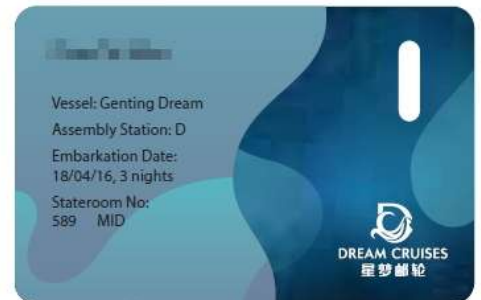 Vessel: Genting Dream
Assembly Station: D
Embarkation Date:
18/04/16, 3 nights
Stateroom No:
589 MID
DREAM CRUISES
星梦邮轮